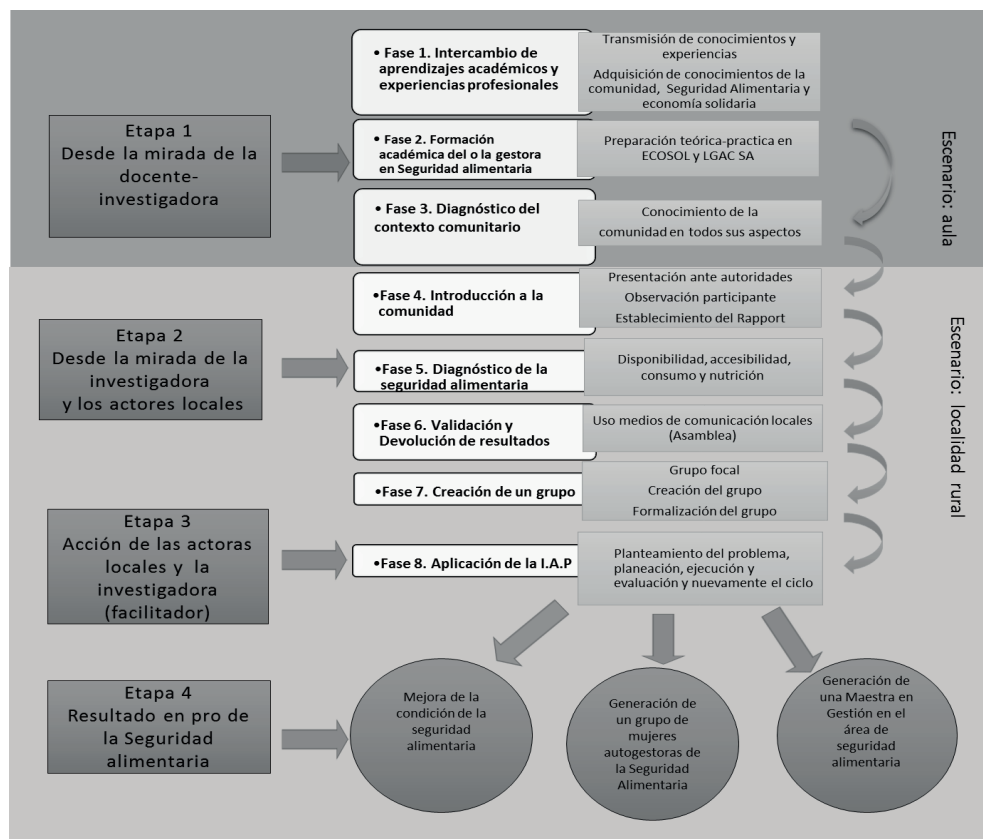 Etapa 1
Desde la mirada de la
docente-
investigadora
• Fase 1. Intercambio de
aprendizajes académicos y
experiencias profesionales
Transmisión de conocimientos y
experiencias
Adquisición de conocimientos de la
comunidad, Seguridad Alimentaria y
economía solidaria
• Fase 2. Formación
académica del o la gestora
en Seguridad alimentaria
Preparación teórica-practica en
ECOSOL y LGAC SA
• Fase 3. Diagnóstico del
contexto comunitario
Conocimiento de la
comunidad en todos sus aspectos
Escenario: aula
Etapa 2
Desde la mirada de la
investigadora
y los actores locales
•Fase 4. Introducción a la
comunidad
Presentación ante autoridades
Observación participante
Establecimiento del Rapport
•Fase 5. Diagnóstico de la
seguridad alimentaria
Disponibilidad, accesibilidad,
consumo y nutrición
•Fase 6. Validación y
Devolución de resultados
Uso medios de comunicación locales
(Asamblea)
•Fase 7. Creación de un grupo
Grupo focal
Creación del grupo
Formalización del grupo
Escenario: localidad rural
Etapa 3
Acción de las actoras
locales y la
investigadora
(facilitador)
•Fase 8. Aplicación de la I.A.P
Planteamiento del problema,
planeación, ejecución y
evaluación y nuevamente el ciclo
Etapa 4
Resultado en pro de
la Seguridad
alimentaria
Mejora de la
condición de la
seguridad
alimentaria
Generación de
un grupo de
mujeres
autogestoras de
la Seguridad
Alimentaria
Generación de
una Maestra en
Gestión en el
área de
seguridad
alimentaria